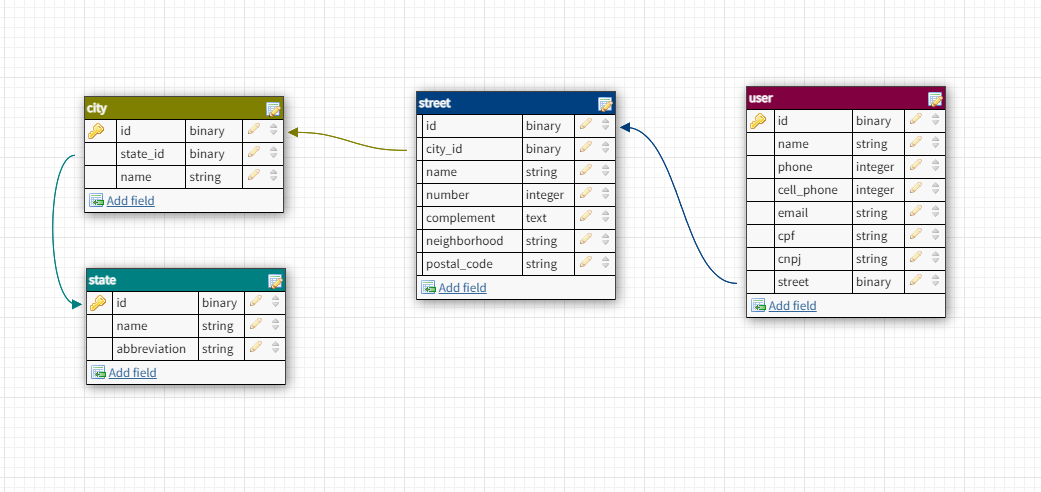 city
id binary
state_id binary
name string
Add field
state
id binary
name string
abbreviation string
Add field
street
id binary
city_id binary
name string
number integer
complement text
neighborhood string
postal_code string
Add field
user
id binary
name string
phone integer
cell_phone integer
email string
cpf string
cnpj string
street binary
Add field